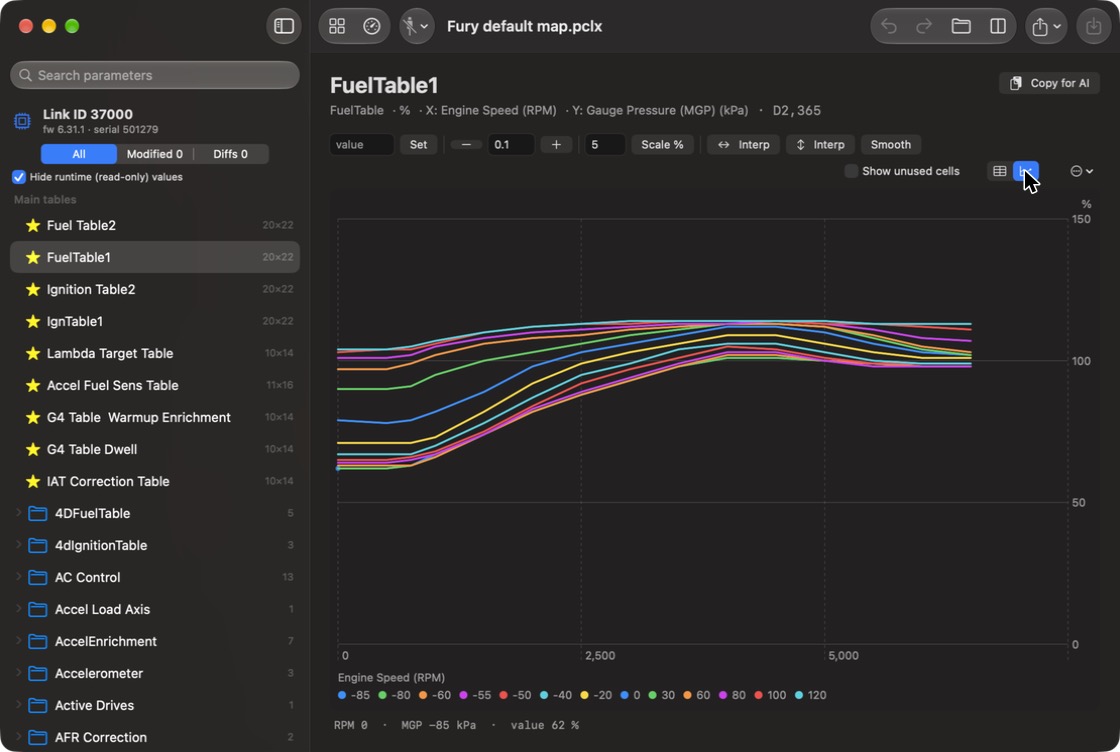 Fury default map.pclx
Search parameters
Link ID 37000
fw 6.31.1 · serial 501279
All Modified 0 Diffs 0
Hide runtime (read-only) values
Main tables
Fuel Table2 20×22
FuelTable1 20×22
Ignition Table2 20×22
IgnTable1 20×22
Lambda Target Table 10×14
Accel Fuel Sens Table 11×16
G4 Table  Warmup Enrichment 10×14
G4 Table Dwell 10×14
IAT Correction Table 10×14
4DFuelTable 5
4dIgnitionTable 3
AC Control 13
Accel Load Axis 1
AccelEnrichment 7
Accelerometer 3
Active Drives 1
AFR Correction 2
FuelTable1
Copy for AI
FuelTable · % · X: Engine Speed (RPM) · Y: Gauge Pressure (MGP) (kPa) · D2,365
value Set − 0.1 + 5 Scale % Interp Interp Smooth
Show unused cells
%
150
100
50
0
0 2,500 5,000
Engine Speed (RPM)
-85 -80 -60 -55 -50 -40 -20 0 30 60 80 100 120
RPM 0 · MGP −85 kPa · value 62 %